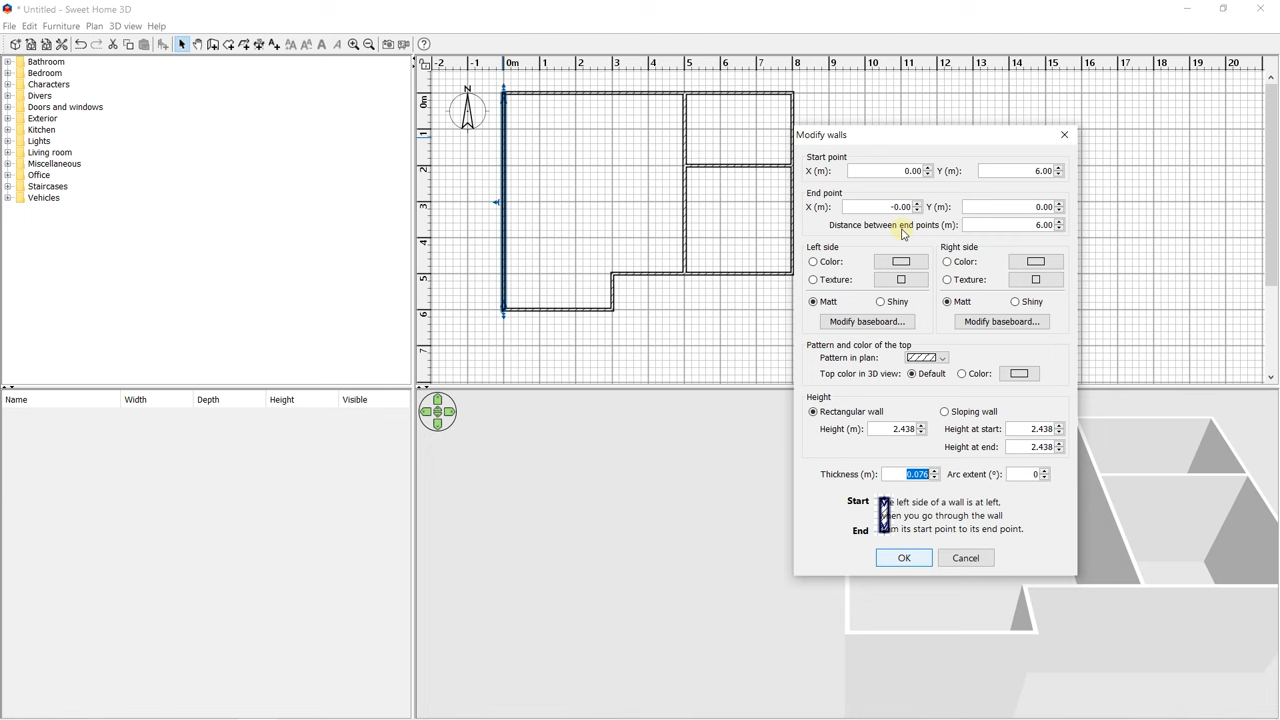 * Untitled - Sweet Home 3D
File Edit Furniture Plan 3D view Help
Bathroom
Bedroom
Characters
Divers
Doors and windows
Exterior
Kitchen
Lights
Living room
Miscellaneous
Office
Staircases
Vehicles
-2 -1 0m 1 2 3 4 5 6 7 8 9 10 11 12 13 14 15 16 17 18 19 20
0m
1
2
3
4
5
6
7
N
Name Width Depth Height Visible
Modify walls
Start point
X (m): 0.00 Y (m): 6.00
End point
X (m): -0.00 Y (m): 0.00
Distance between end points (m): 6.00
Left side Right side
Color: Color:
Texture: Texture:
Matt Shiny Matt Shiny
Modify baseboard... Modify baseboard...
Pattern and color of the top
Pattern in plan:
Top color in 3D view: Default Color:
Height
Rectangular wall Sloping wall
Height (m): 2.438 Height at start: 2.438
Height at end: 2.438
Thickness (m): 0.076 Arc extent (°): 0
Start left side of a wall is at left,
you go through the wall
End its start point to its end point.
OK Cancel